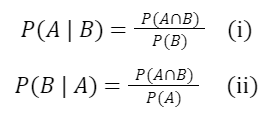 P(A | B) = P(A∩B) / P(B) (i)
P(B | A) = P(A∩B) / P(A) (ii)